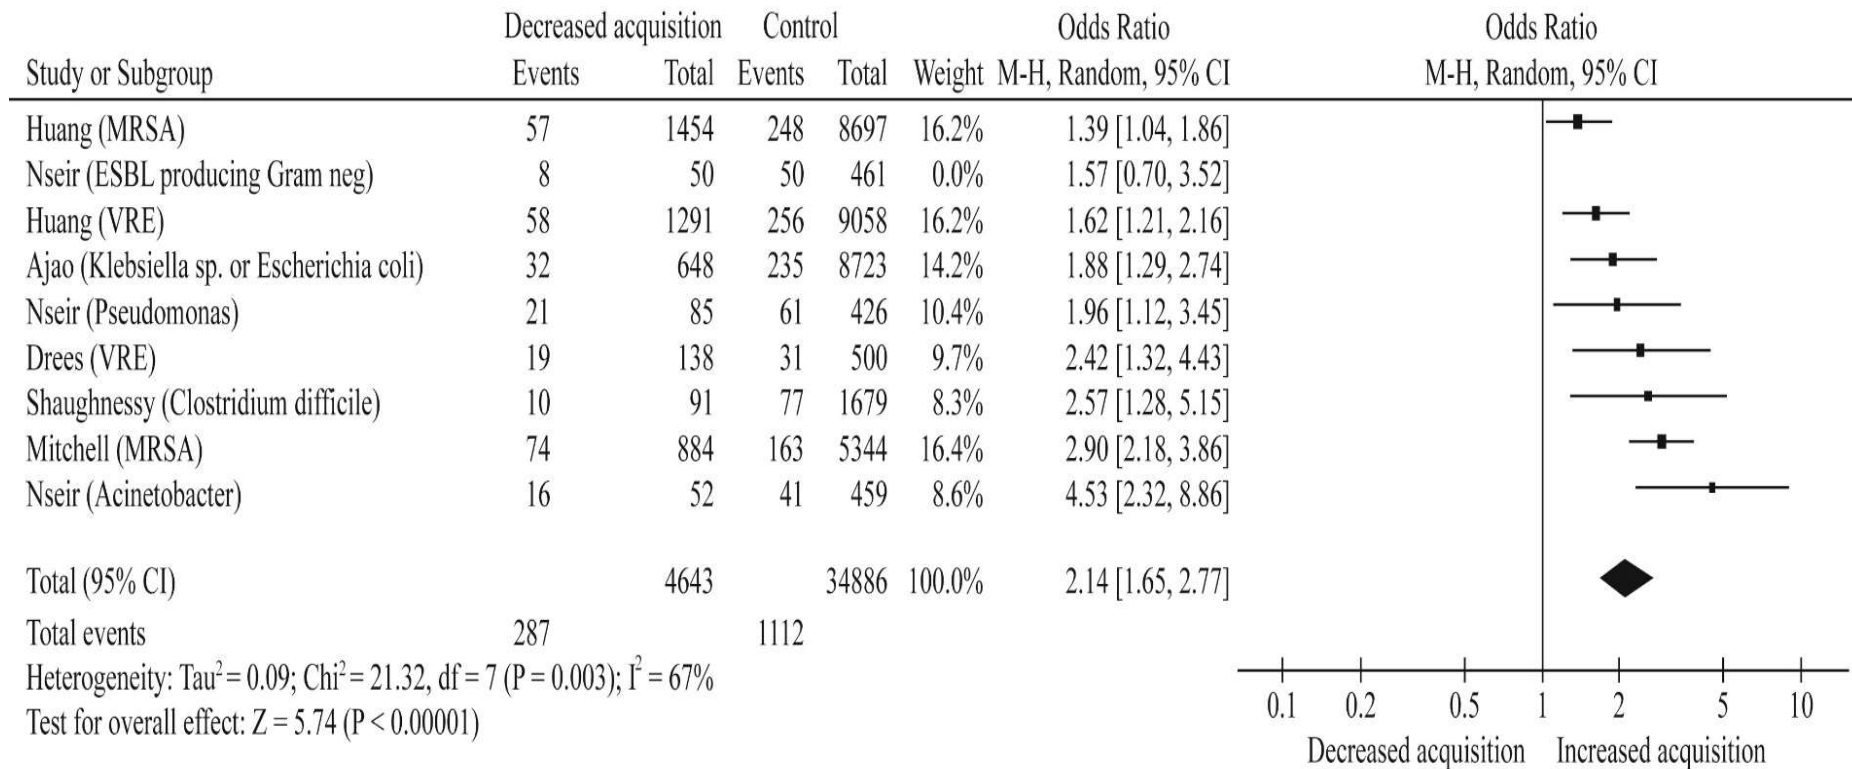 Decreased acquisition Control Odds Ratio Odds Ratio
Study or Subgroup Events Total Events Total Weight M-H, Random, 95% CI M-H, Random, 95% CI
Huang (MRSA) 57 1454 248 8697 16.2% 1.39 [1.04, 1.86]
Nseir (ESBL producing Gram neg) 8 50 50 461 0.0% 1.57 [0.70, 3.52]
Huang (VRE) 58 1291 256 9058 16.2% 1.62 [1.21, 2.16]
Ajao (Klebsiella sp. or Escherichia coli) 32 648 235 8723 14.2% 1.88 [1.29, 2.74]
Nseir (Pseudomonas) 21 85 61 426 10.4% 1.96 [1.12, 3.45]
Drees (VRE) 19 138 31 500 9.7% 2.42 [1.32, 4.43]
Shaughnessy (Clostridium difficile) 10 91 77 1679 8.3% 2.57 [1.28, 5.15]
Mitchell (MRSA) 74 884 163 5344 16.4% 2.90 [2.18, 3.86]
Nseir (Acinetobacter) 16 52 41 459 8.6% 4.53 [2.32, 8.86]
Total (95% CI) 4643 34886 100.0% 2.14 [1.65, 2.77]
Total events 287 1112
Heterogeneity: Tau² = 0.09; Chi² = 21.32, df = 7 (P = 0.003); I² = 67%
Test for overall effect: Z = 5.74 (P < 0.00001)
0.1 0.2 0.5 1 2 5 10
Decreased acquisition Increased acquisition